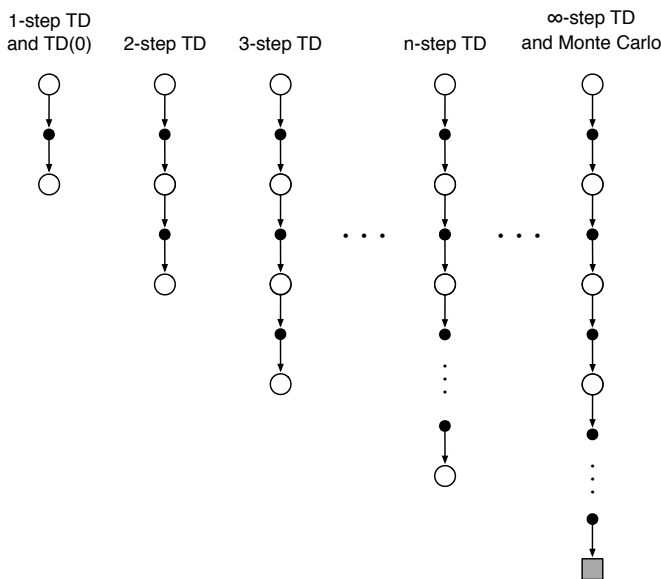 1-step TD
and TD(0)
2-step TD
3-step TD
n-step TD
∞-step TD
and Monte Carlo